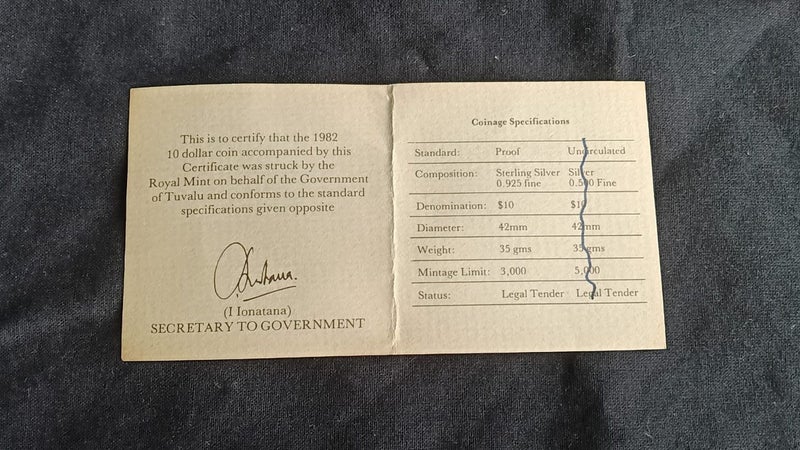 This is to certify that the 1982
10 dollar coin accompanied by this
Certificate was struck by the
Royal Mint on behalf of the Government
of Tuvalu and conforms to the standard
specifications given opposite
(I Ionatana)
SECRETARY TO GOVERNMENT
Coinage Specifications
Standard: Proof Uncirculated
Composition: Sterling Silver Silver
0.925 fine 0.500 Fine
Denomination: $10 $10
Diameter: 42mm 42mm
Weight: 35 gms 35 gms
Mintage Limit: 3,000 5,000
Status: Legal Tender Legal Tender